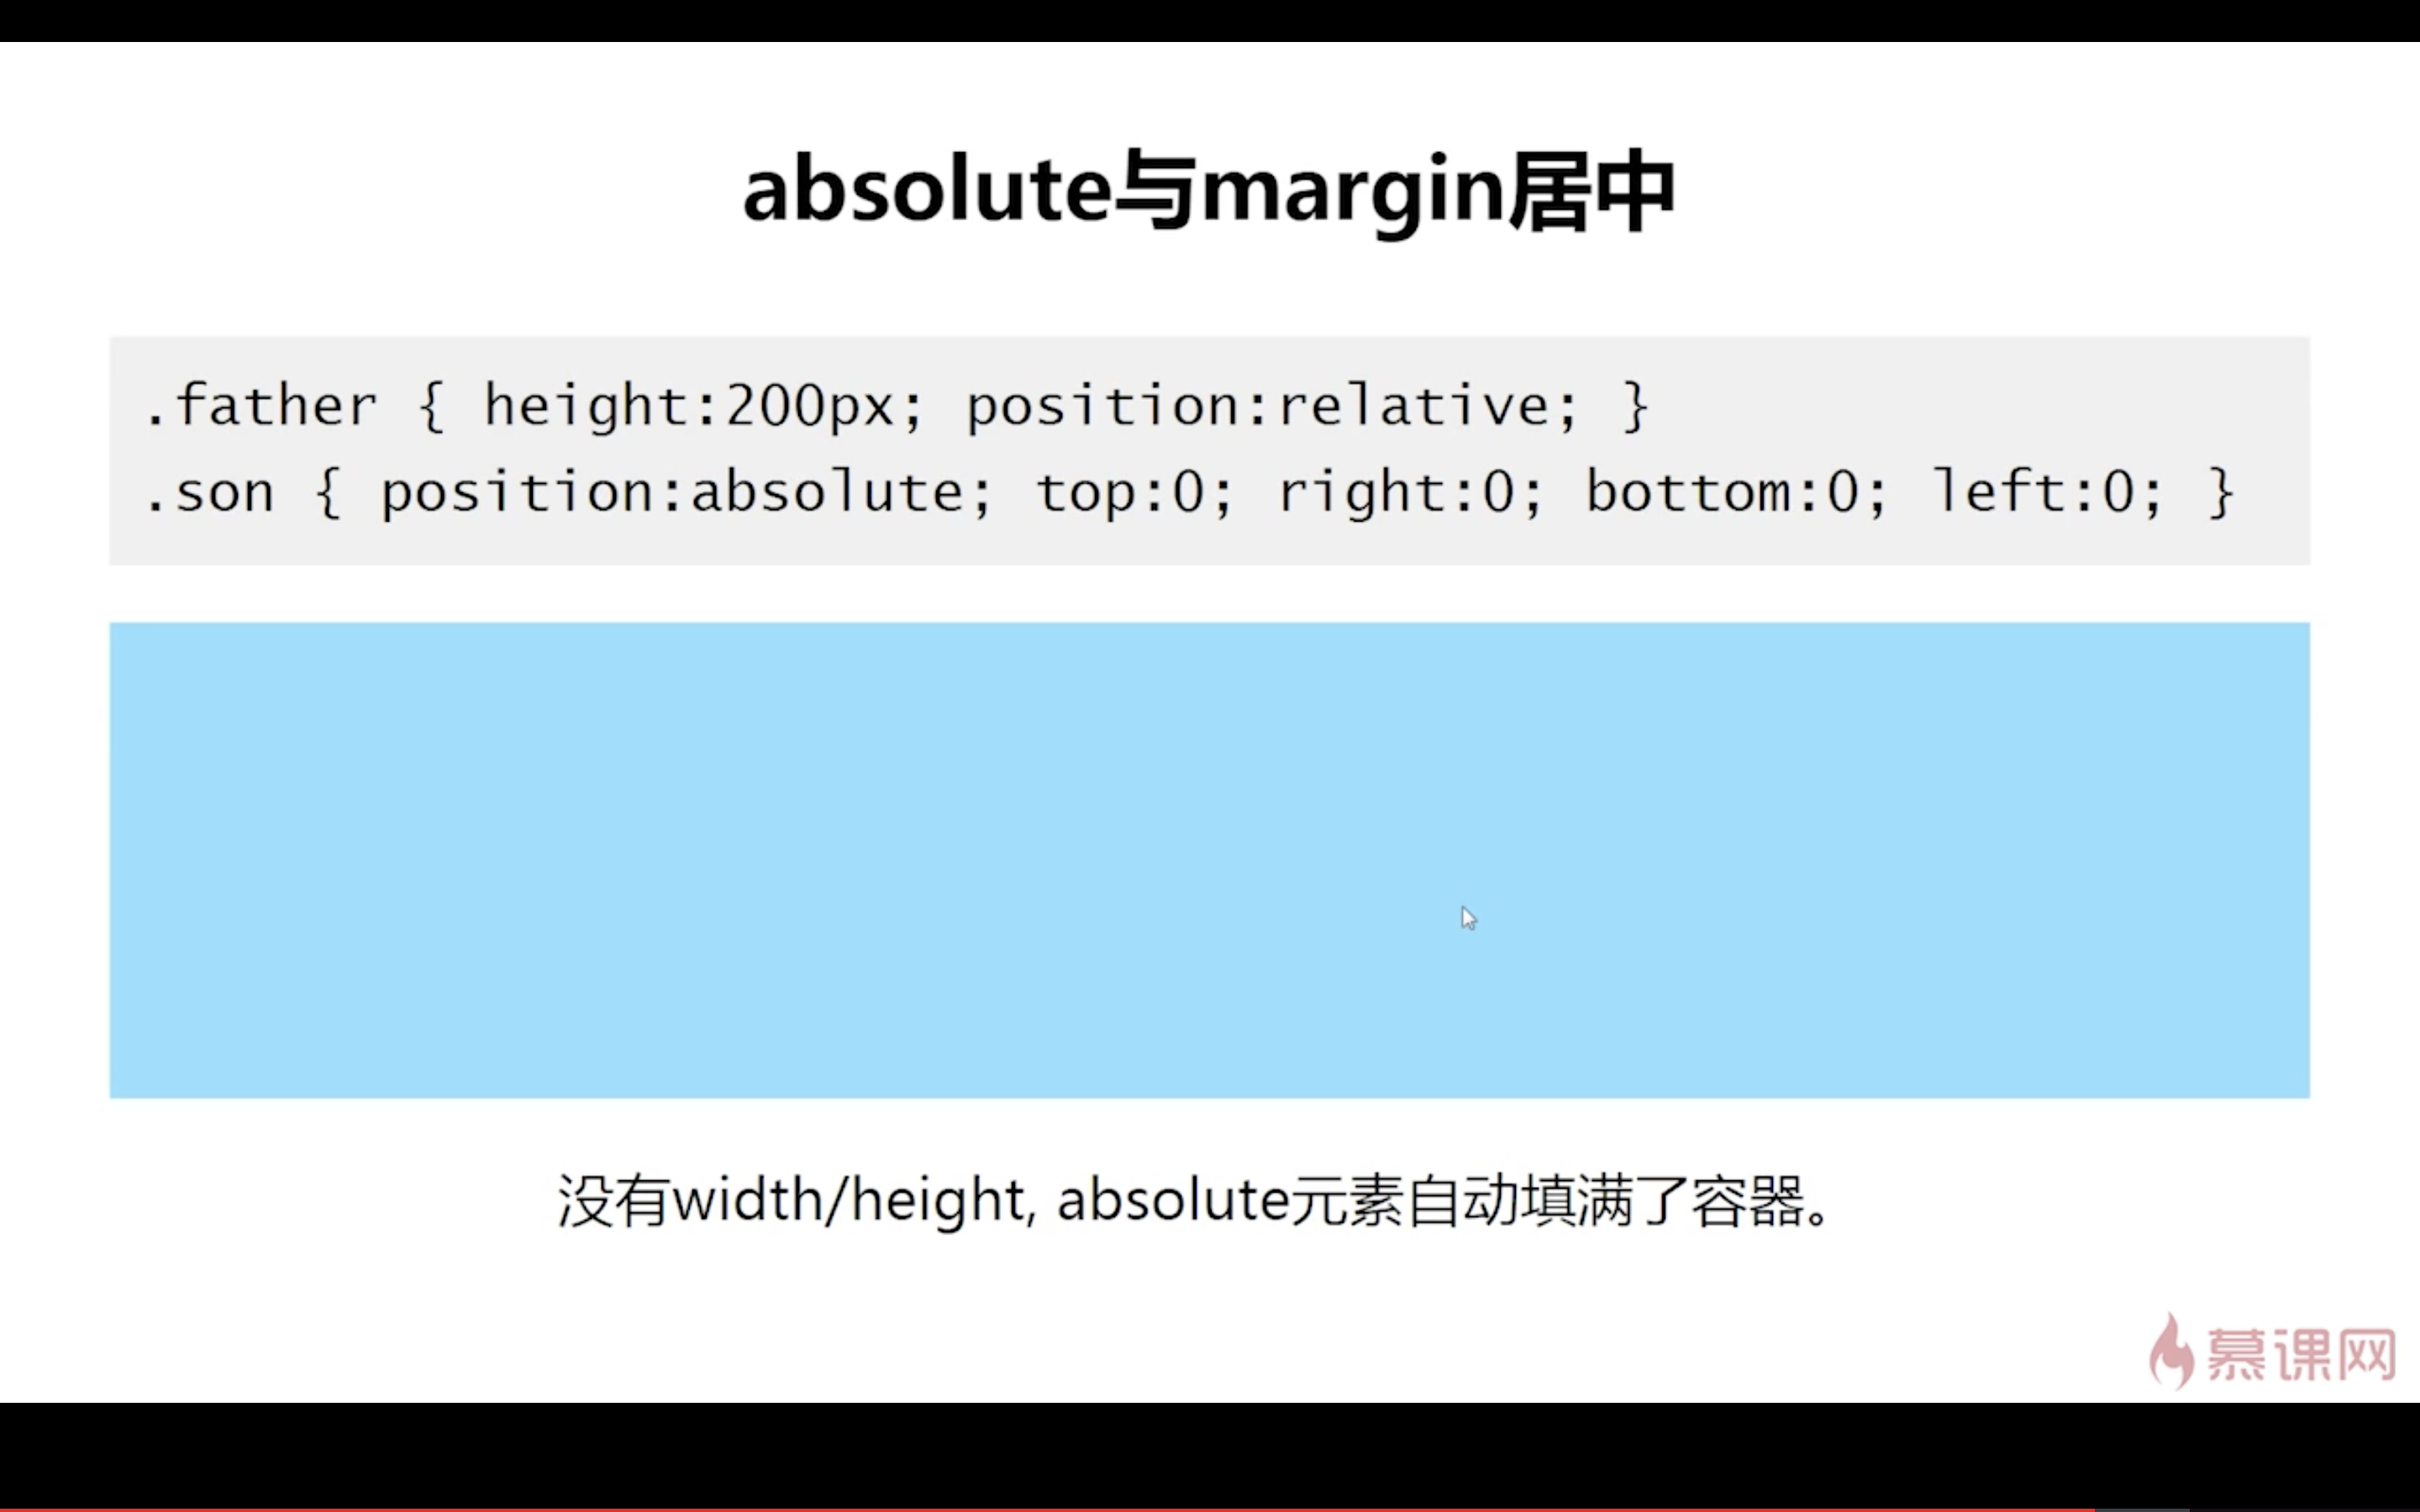 absolute与margin居中
.father { height:200px; position:relative; }
.son { position:absolute; top:0; right:0; bottom:0; left:0; }
没有width/height, absolute元素自动填满了容器。
慕课网